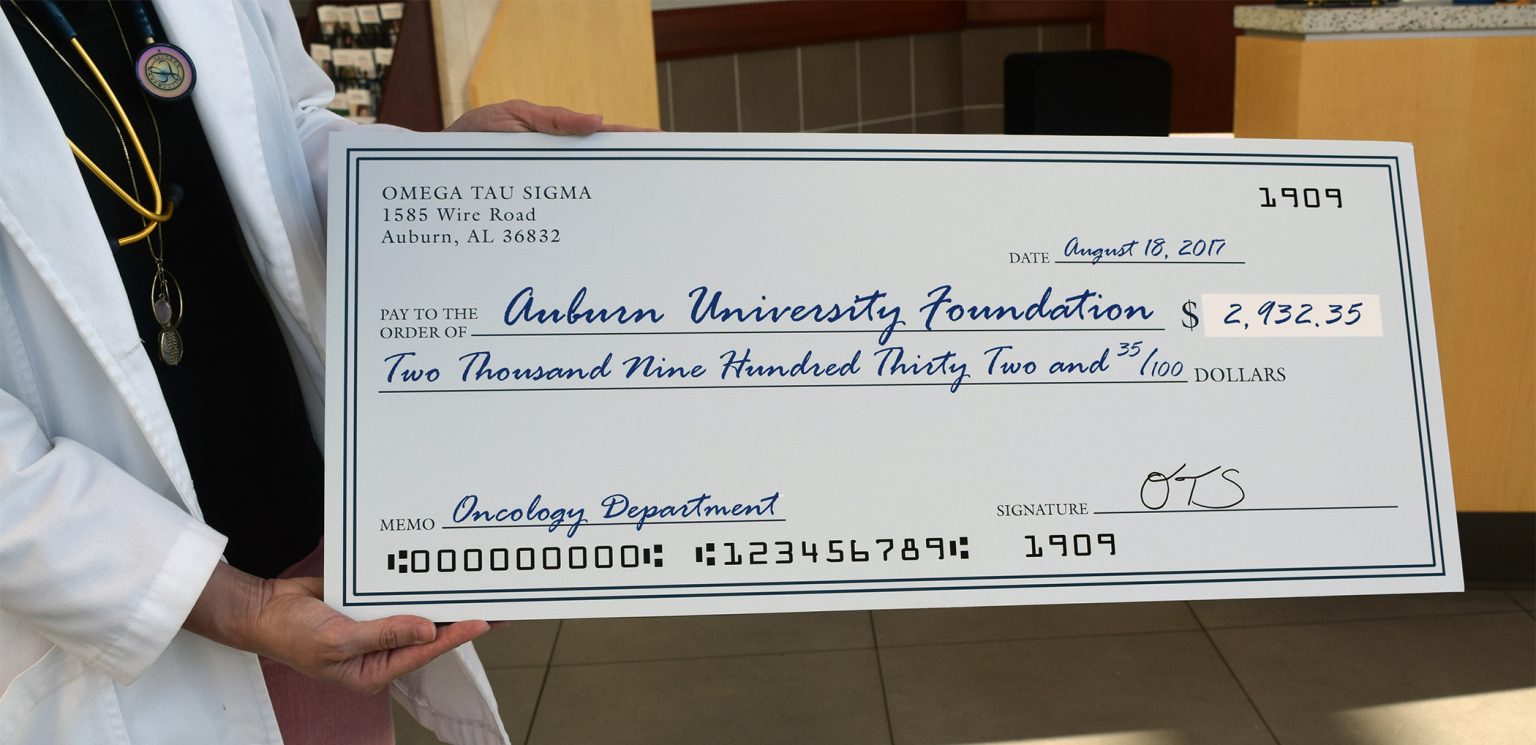 OMEGA TAU SIGMA
1585 Wire Road
Auburn, AL 36832
1909
DATE August 18, 2017
PAY TO THE
ORDER OF Auburn University Foundation $ 2,932.35
Two Thousand Nine Hundred Thirty Two and 35/100 DOLLARS
MEMO Oncology Department
SIGNATURE OTS
⑆000000000⑆ ⑆123456789⑆ 1909